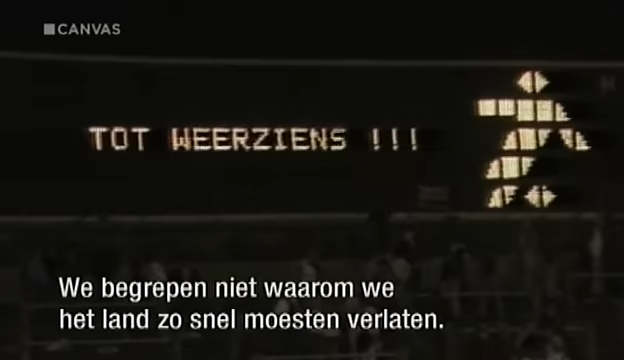 CANVAS
TOT WEERZIENS !!!
We begrepen niet waarom we
het land zo snel moesten verlaten.